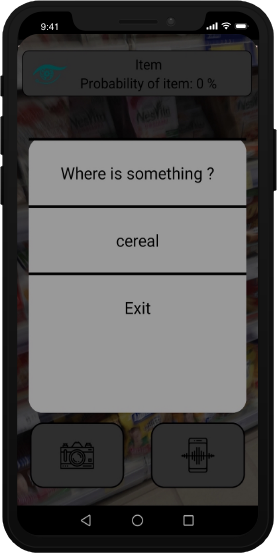 9:41
Item
Probability of item: 0 %
Where is something ?
cereal
Exit